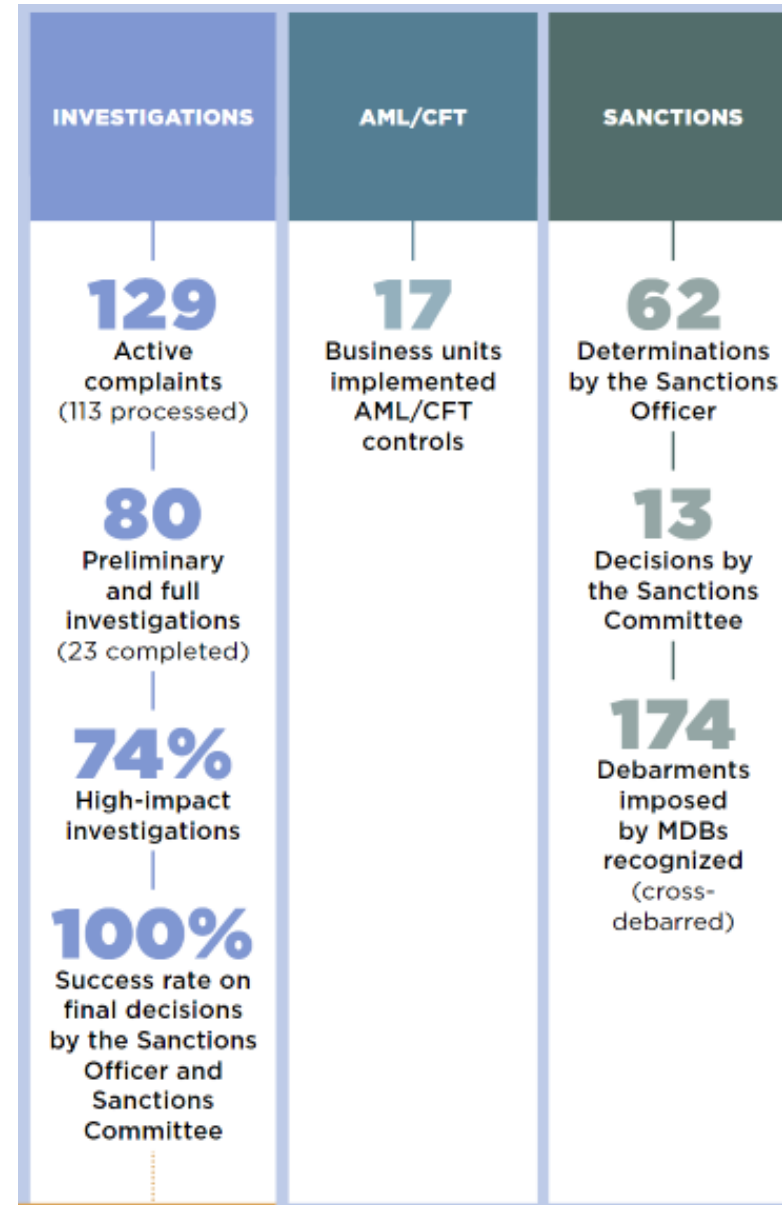 INVESTIGATIONS
129
Active
complaints
(113 processed)
80
Preliminary
and full
investigations
(23 completed)
74%
High-impact
investigations
100%
Success rate on
final decisions
by the Sanctions
Officer and
Sanctions
Committee
AML/CFT
17
Business units
implemented
AML/CFT
controls
SANCTIONS
62
Determinations
by the Sanctions
Officer
13
Decisions by
the Sanctions
Committee
174
Debarments
imposed
by MDBs
recognized
(cross-
debarred)